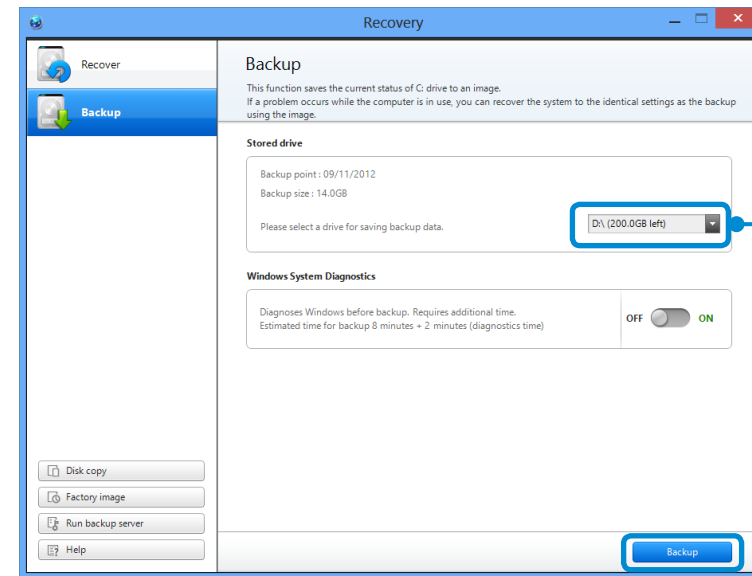 Recovery
Recover
Backup
Backup
This function saves the current status of C: drive to an image.
If a problem occurs while the computer is in use, you can recover the system to the identical settings as the backup
using the image.
Stored drive
Backup point : 09/11/2012
Backup size : 14.0GB
Please select a drive for saving backup data.
D:\ (200.0GB left)
Windows System Diagnostics
Diagnoses Windows before backup. Requires additional time.
Estimated time for backup 8 minutes + 2 minutes (diagnostics time)
OFF ON
Disk copy
Factory image
Run backup server
Help
Backup